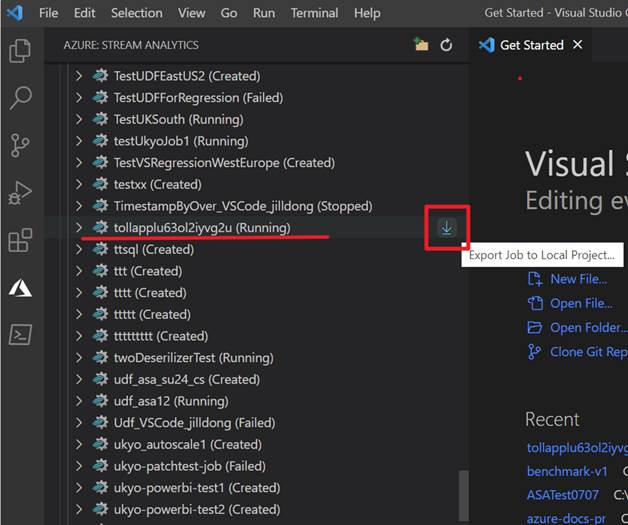 File Edit Selection View Go Run Terminal Help Get Started - Visual Studio
AZURE: STREAM ANALYTICS
Get Started
TestUDFEastUS2 (Created)
TestUDFForRegression (Failed)
TestUKSouth (Running)
testUkyoJob1 (Running)
TestVSRegressionWestEurope (Created)
testxx (Created)
TimestampByOver_VSCode_jilldong (Stopped)
tollapplu63ol2iyvg2u (Running)
ttsql (Created)
ttt (Created)
tttt (Created)
ttttt (Created)
ttttttttt (Created)
twoDeserilizerTest (Running)
udf_asa_su24_cs (Created)
udf_asa12 (Running)
Udf_VSCode_jilldong (Failed)
ukyo_autoscale1 (Created)
ukyo-patchtest-job (Failed)
ukyo-powerbi-test1 (Created)
ukyo-powerbi-test2 (Created)
Visual
Editing
Export Job to Local Project...
New File...
Open File...
Open Folder...
Clone Git
Recent
tollapplu63ol2iyvg
benchmark-v1
ASATest0707 C:\
azure-docs-pr